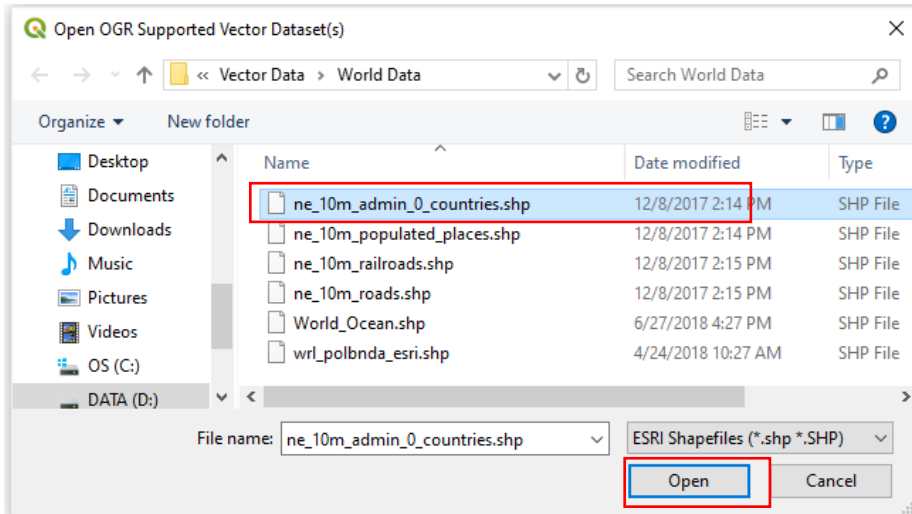 Open OGR Supported Vector Dataset(s)
« Vector Data › World Data
Search World Data
Organize
New folder
Name Date modified Type
Desktop
Documents
Downloads
Music
Pictures
Videos
OS (C:)
DATA (D:)
ne_10m_admin_0_countries.shp 12/8/2017 2:14 PM SHP File
ne_10m_populated_places.shp 12/8/2017 2:14 PM SHP File
ne_10m_railroads.shp 12/8/2017 2:15 PM SHP File
ne_10m_roads.shp 12/8/2017 2:15 PM SHP File
World_Ocean.shp 6/27/2018 4:27 PM SHP File
wrl_polbnda_esri.shp 4/24/2018 10:27 AM SHP File
File name: ne_10m_admin_0_countries.shp ESRI Shapefiles (*.shp *.SHP)
Open Cancel